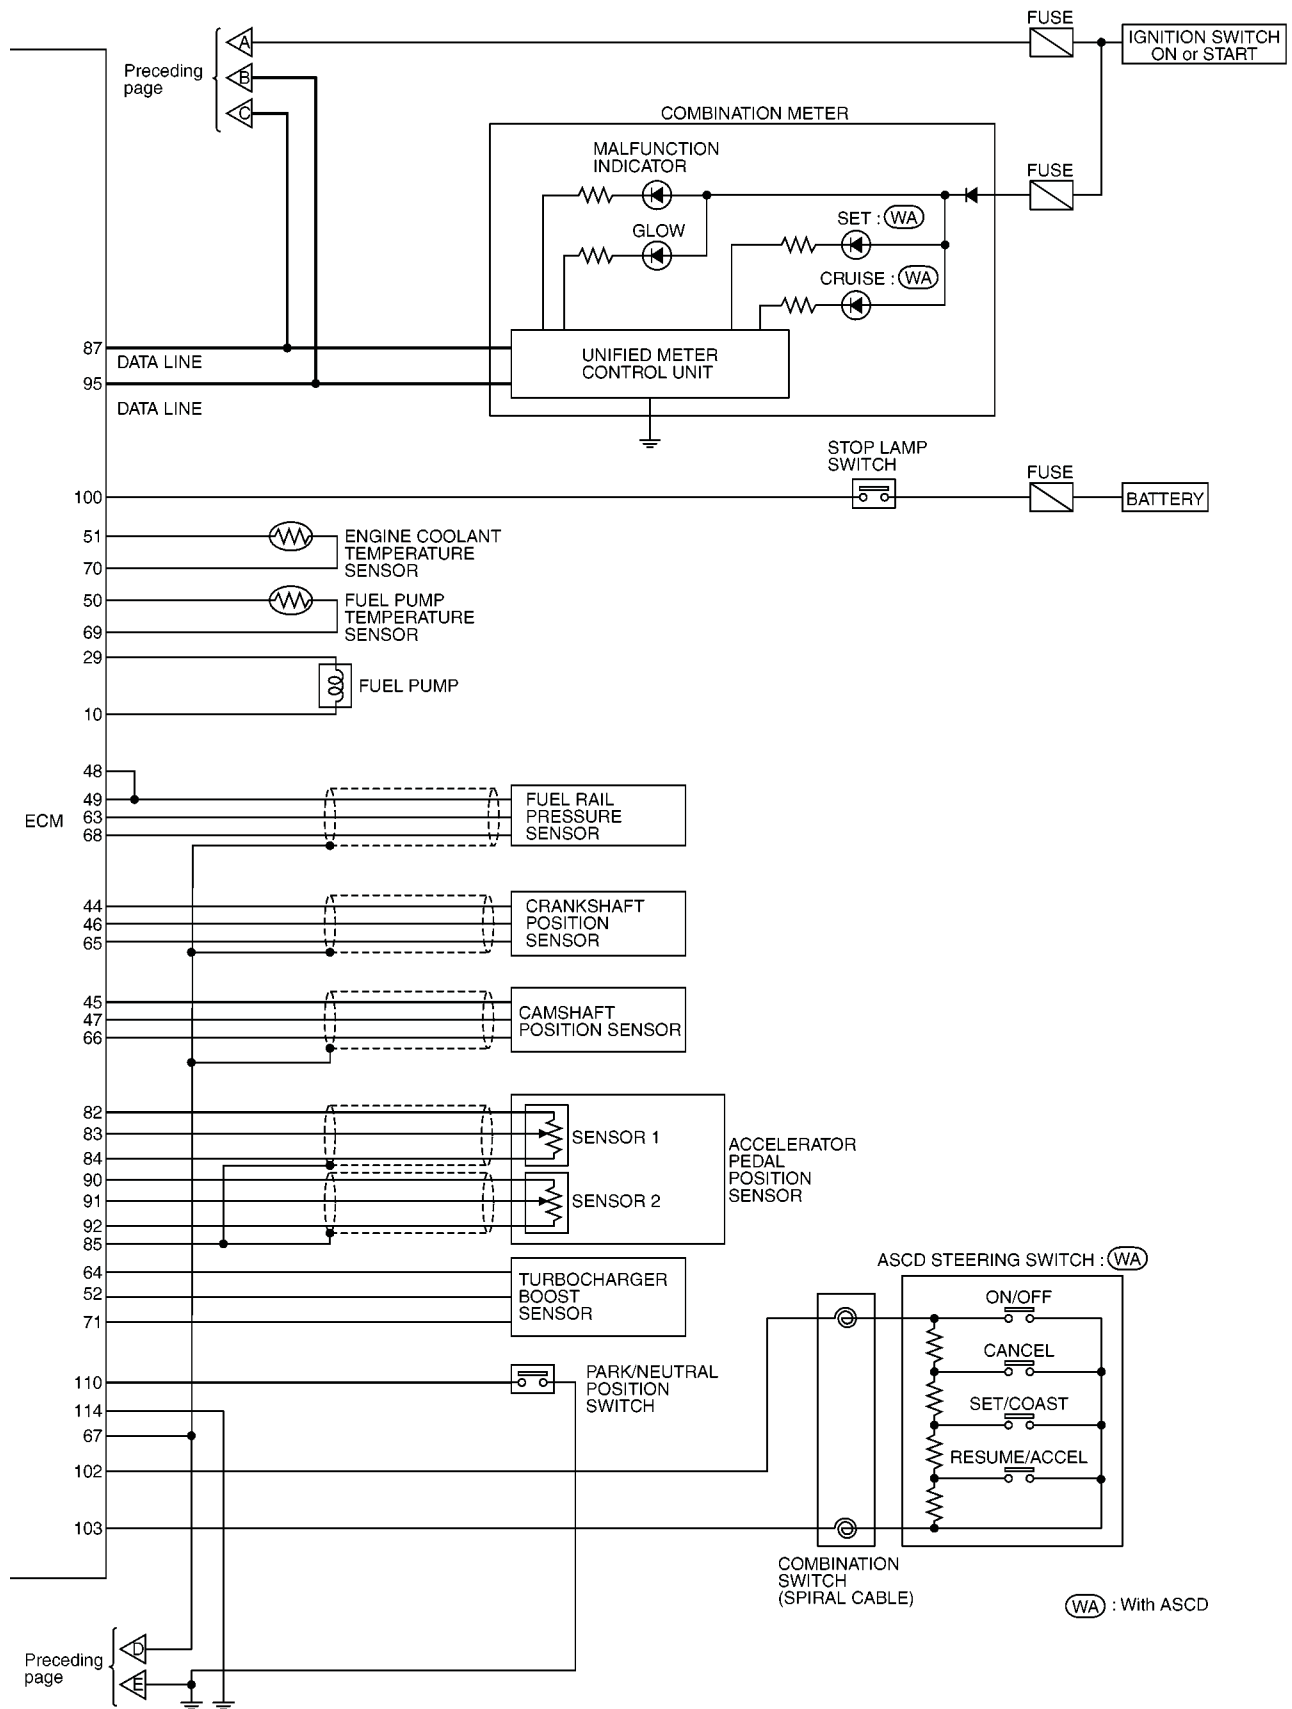 FUSE
IGNITION SWITCH
ON or START
A
Preceding
page
B
C
COMBINATION METER
MALFUNCTION
INDICATOR
FUSE
GLOW
SET : WA
CRUISE : WA
87
DATA LINE
UNIFIED METER
CONTROL UNIT
95
DATA LINE
STOP LAMP
SWITCH
FUSE
100
BATTERY
51
ENGINE COOLANT
TEMPERATURE
SENSOR
70
50
FUEL PUMP
TEMPERATURE
SENSOR
69
29
FUEL PUMP
10
48
49
63
68
FUEL RAIL
PRESSURE
SENSOR
ECM
44
46
65
CRANKSHAFT
POSITION
SENSOR
45
47
66
CAMSHAFT
POSITION SENSOR
82
83
84
SENSOR 1
90
91
92
85
SENSOR 2
ACCELERATOR
PEDAL
POSITION
SENSOR
64
52
71
TURBOCHARGER
BOOST
SENSOR
ASCD STEERING SWITCH : WA
ON/OFF
CANCEL
SET/COAST
RESUME/ACCEL
110
PARK/NEUTRAL
POSITION
SWITCH
114
67
102
103
COMBINATION
SWITCH
(SPIRAL CABLE)
WA : With ASCD
D
Preceding
page
E